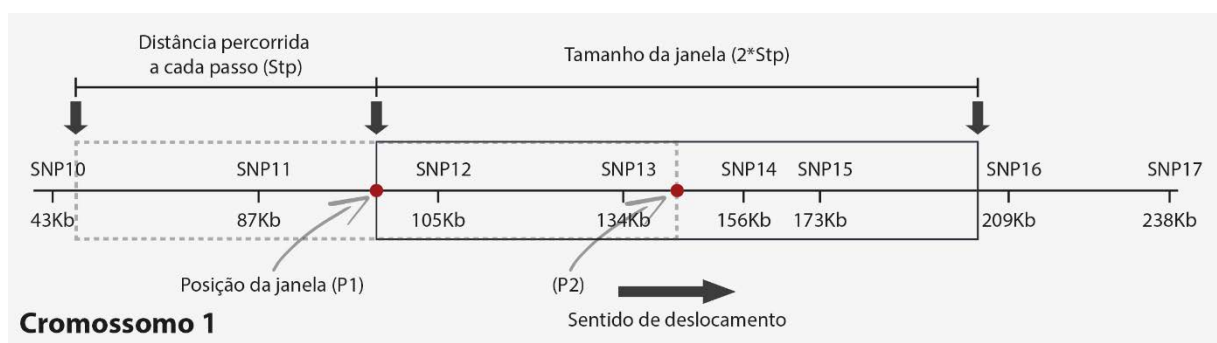 Distância percorrida
a cada passo (Stp)
Tamanho da janela (2*Stp)
SNP10 SNP11 SNP12 SNP13 SNP14 SNP15 SNP16 SNP17
43Kb 87Kb 105Kb 134Kb 156Kb 173Kb 209Kb 238Kb
Posição da janela (P1) (P2)
Sentido de deslocamento
Cromossomo 1